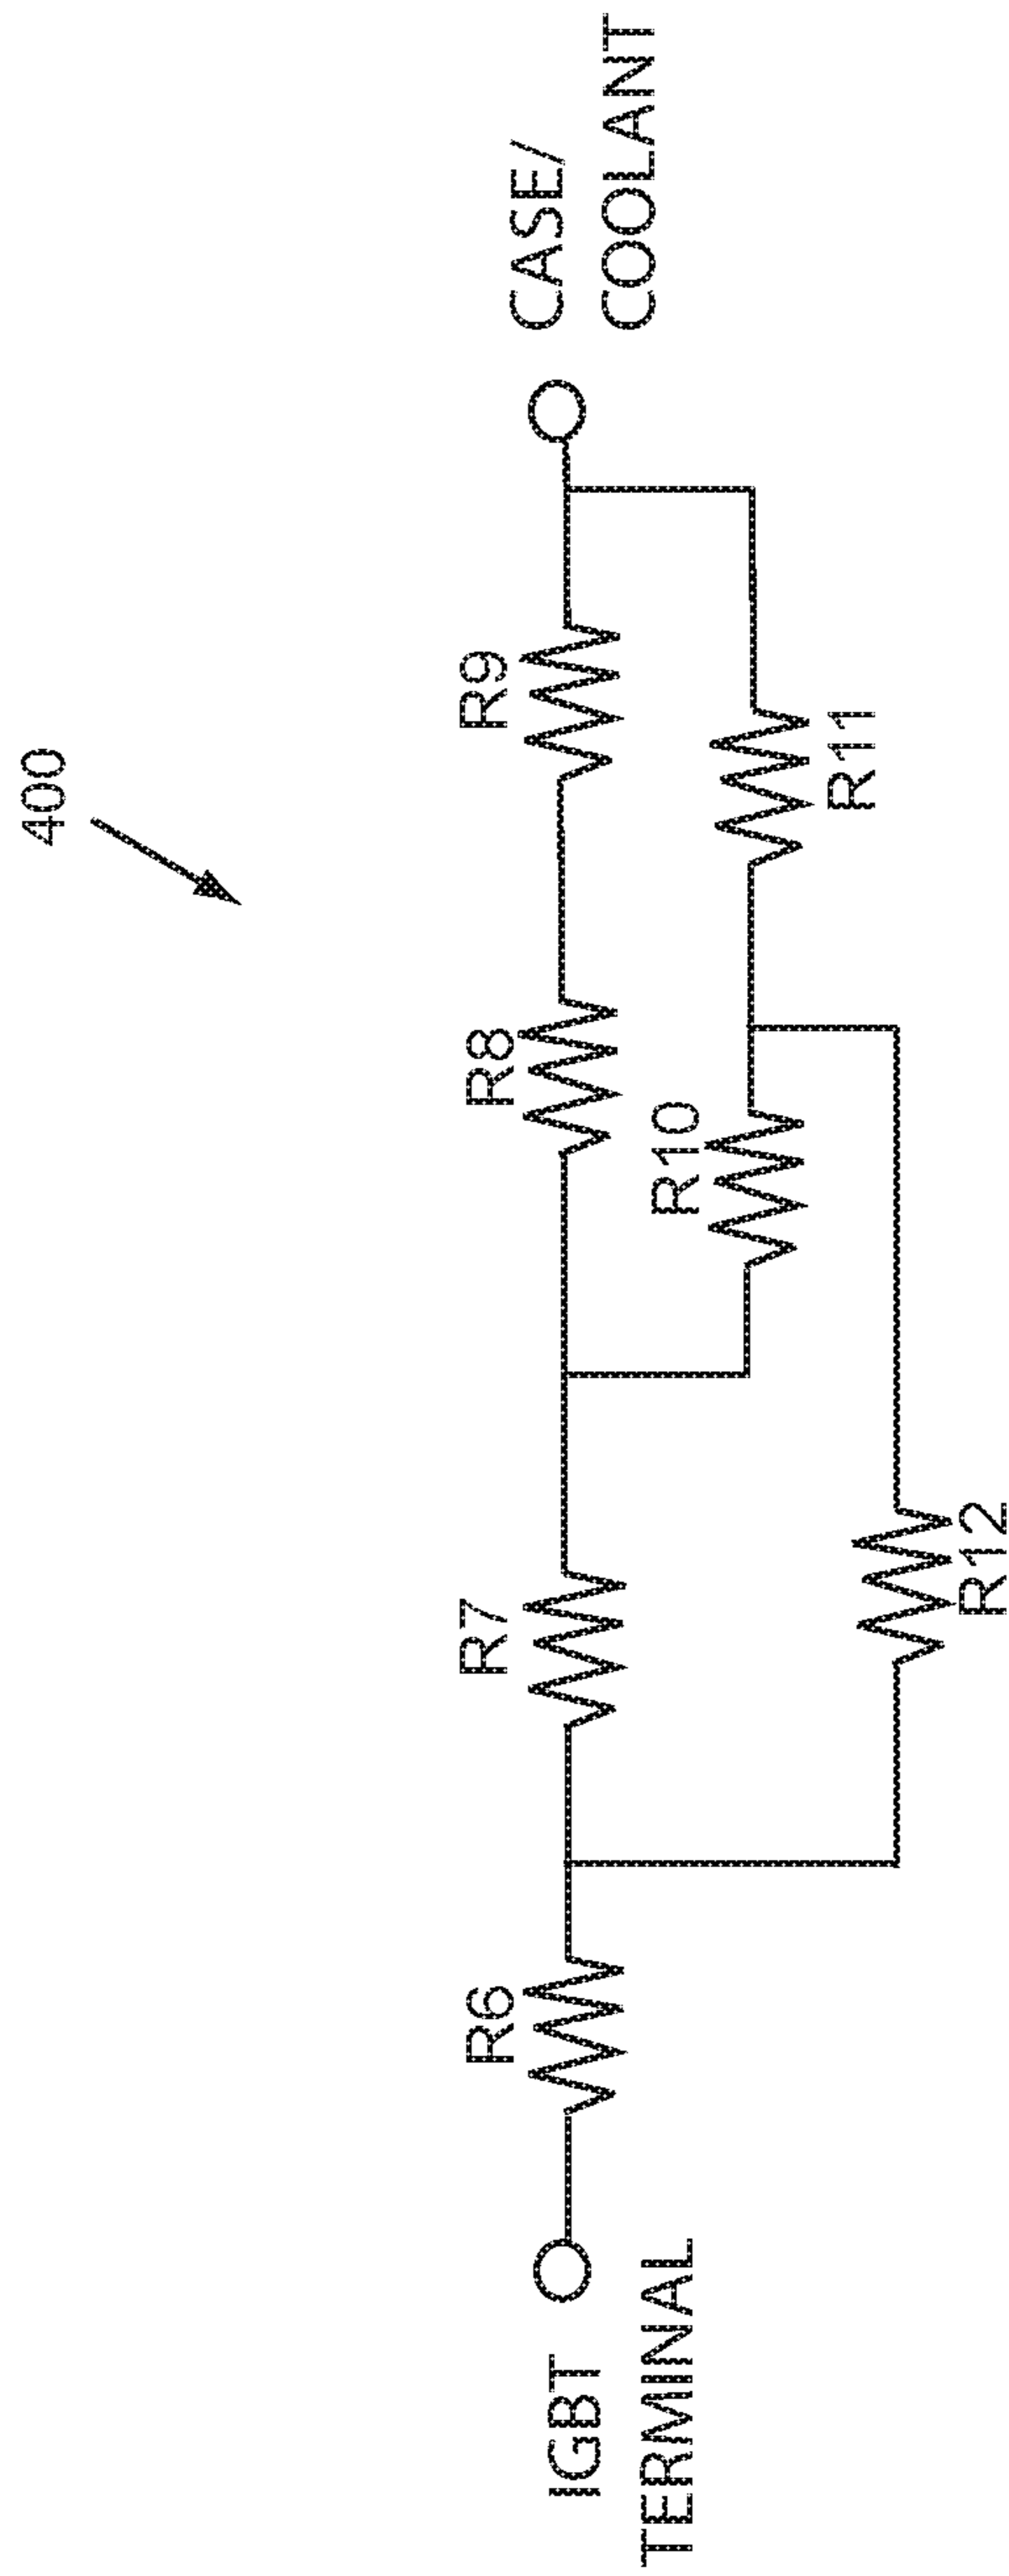 400
IGBT
TERMINAL
R6
R7
R8
R9
CASE/
COOLANT
R10
R11
R12